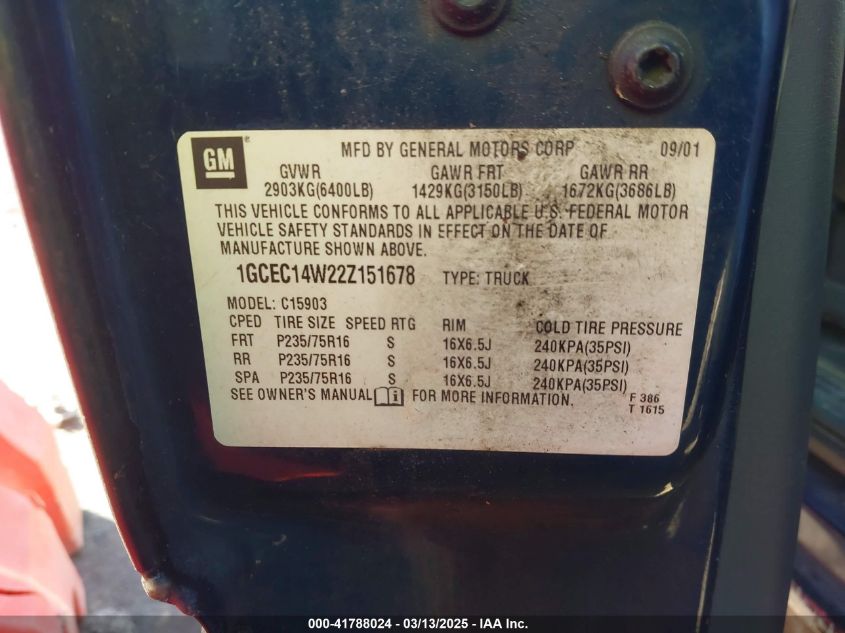 GM
MFD BY GENERAL MOTORS CORP 09/01
GVWR GAWR FRT GAWR RR
2903KG(6400LB) 1429KG(3150LB) 1672KG(3686LB)
THIS VEHICLE CONFORMS TO ALL APPLICABLE U.S. FEDERAL MOTOR
VEHICLE SAFETY STANDARDS IN EFFECT ON THE DATE OF
MANUFACTURE SHOWN ABOVE.
1GCEC14W22Z151678 TYPE: TRUCK
MODEL: C15903
CPED TIRE SIZE SPEED RTG RIM COLD TIRE PRESSURE
FRT P235/75R16 S 16X6.5J 240KPA(35PSI)
RR P235/75R16 S 16X6.5J 240KPA(35PSI)
SPA P235/75R16 S 16X6.5J 240KPA(35PSI)
SEE OWNER'S MANUAL i FOR MORE INFORMATION.
F 386
T 1615
000-41788024 / 03/13/2025 - IAA Inc.